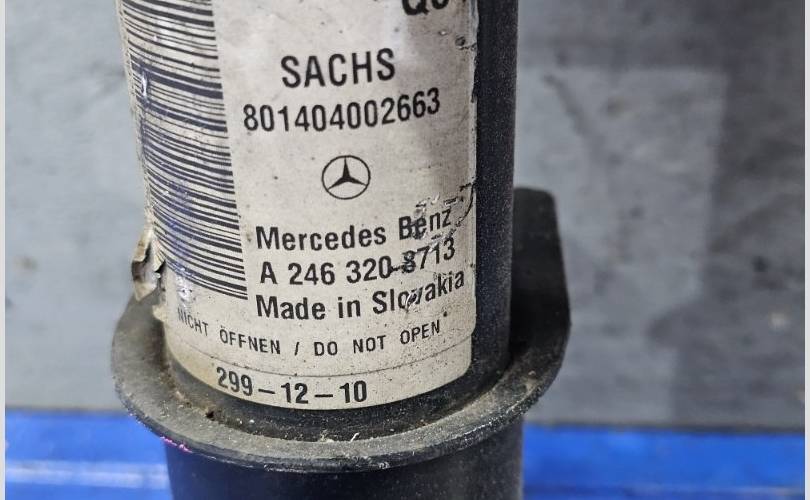 SACHS
801404002663
Mercedes Benz
A 246 320 8713
Made in Slovakia
NICHT ÖFFNEN / DO NOT OPEN
299-12-10